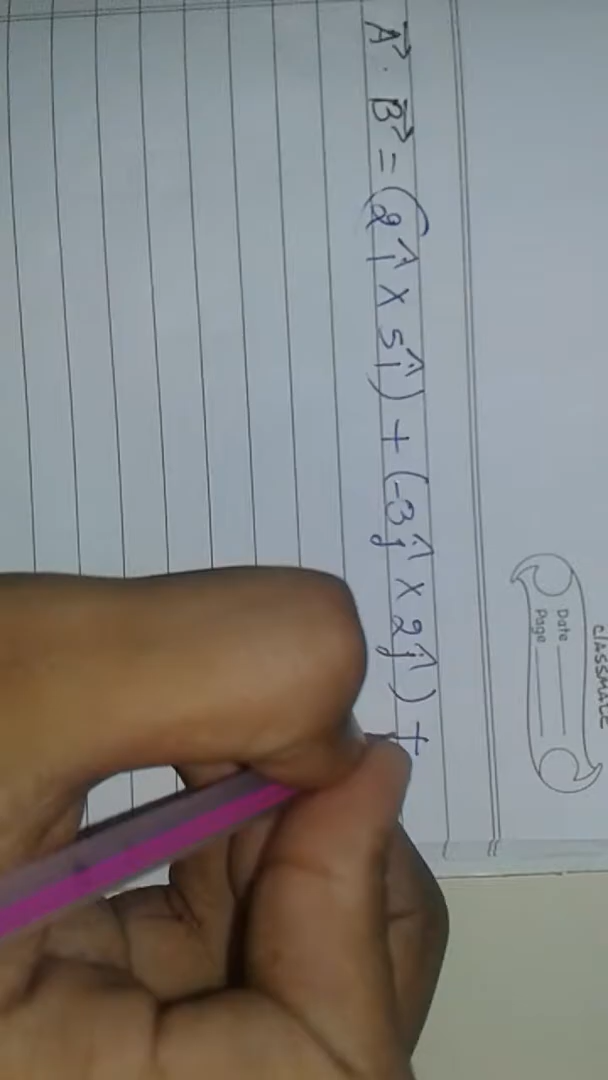 classmate
Date
Page
A⃗ · B⃗ = (2î × 5î) + (-3ĵ × 2ĵ) +